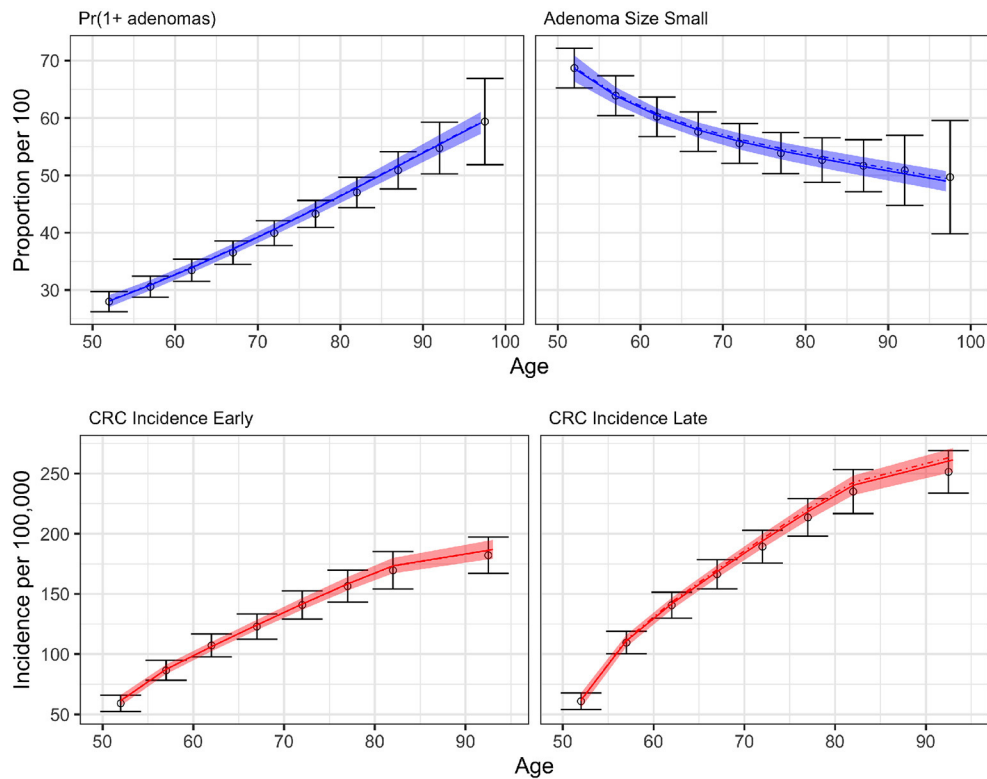 Pr(1+ adenomas) Adenoma Size Small
Proportion per 100
70
60
50
40
30
50 60 70 80 90 100 50 60 70 80 90 100
Age
CRC Incidence Early CRC Incidence Late
Incidence per 100,000
250
200
150
100
50
50 60 70 80 90 50 60 70 80 90
Age